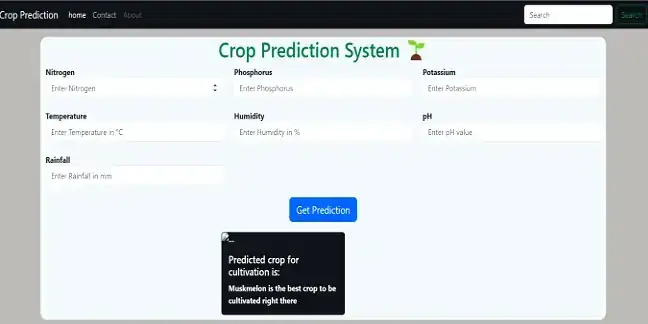 Crop Prediction home Contact About Search Search
Crop Prediction System
Nitrogen Phosphorus Potassium
Enter Nitrogen Enter Phosphorus Enter Potassium
Temperature Humidity pH
Enter Temperature in °C Enter Humidity in % Enter pH value
Rainfall
Enter Rainfall in mm
Get Prediction
...
Predicted crop for
cultivation is:
Muskmelon is the best crop to be
cultivated right there